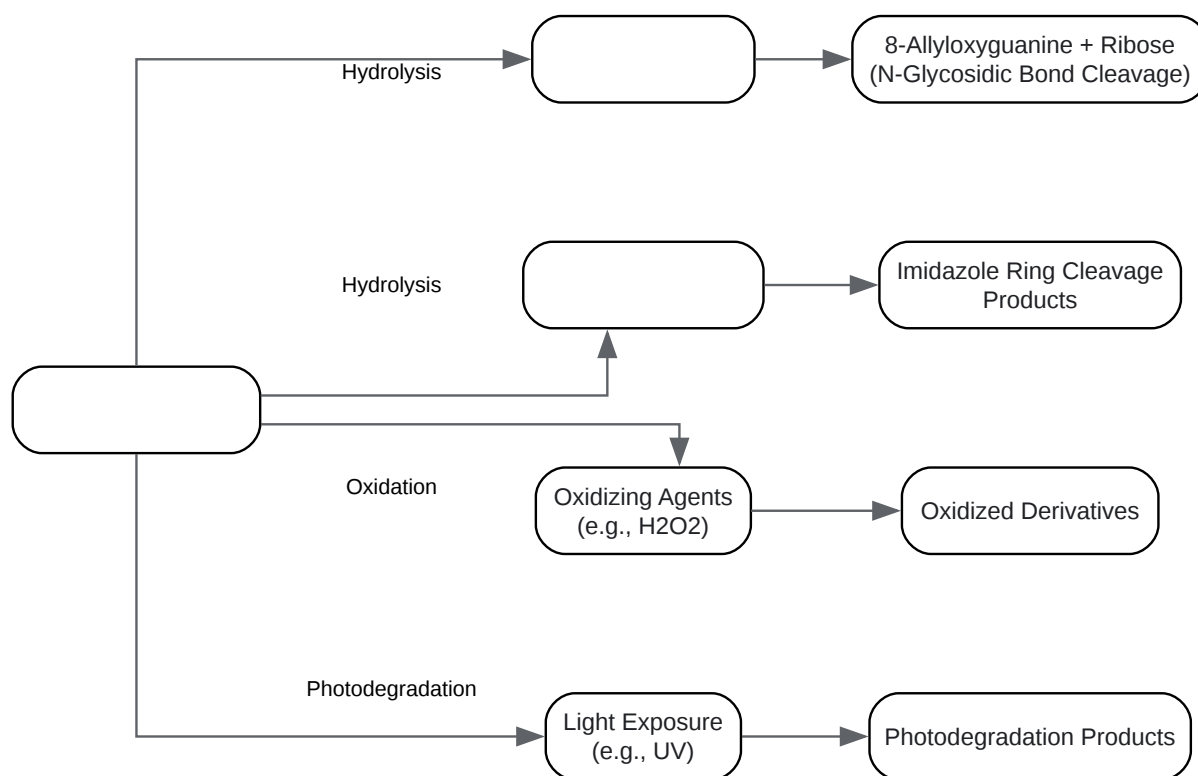 Hydrolysis
8-Allyloxyguanine + Ribose
(N-Glycosidic Bond Cleavage)
Hydrolysis
Imidazole Ring Cleavage
Products
Oxidation
Oxidizing Agents
(e.g., H2O2)
Oxidized Derivatives
Photodegradation
Light Exposure
(e.g., UV)
Photodegradation Products